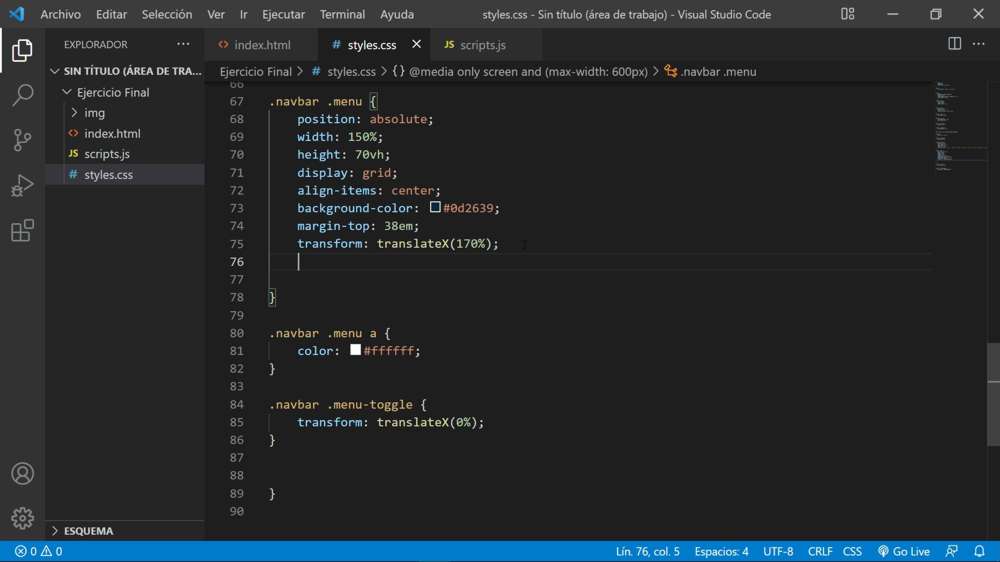 Archivo Editar Selección Ver Ir Ejecutar Terminal Ayuda styles.css - Sin título (área de trabajo) - Visual Studio Code
EXPLORADOR ··· <> index.html # styles.css × JS scripts.js ···
SIN TÍTULO (ÁREA DE TRA...
Ejercicio Final
img
<> index.html
JS scripts.js
# styles.css
ESQUEMA
Ejercicio Final > # styles.css > {} @media only screen and (max-width: 600px) > .navbar .menu
66
67 .navbar .menu {
68 position: absolute;
69 width: 150%;
70 height: 70vh;
71 display: grid;
72 align-items: center;
73 background-color: #0d2639;
74 margin-top: 38em;
75 transform: translateX(170%);
76
77
78 }
79
80 .navbar .menu a {
81 color: #ffffff;
82 }
83
84 .navbar .menu-toggle {
85 transform: translateX(0%);
86 }
87
88
89 }
90
0 0 Lín. 76, col. 5 Espacios: 4 UTF-8 CRLF CSS Go Live